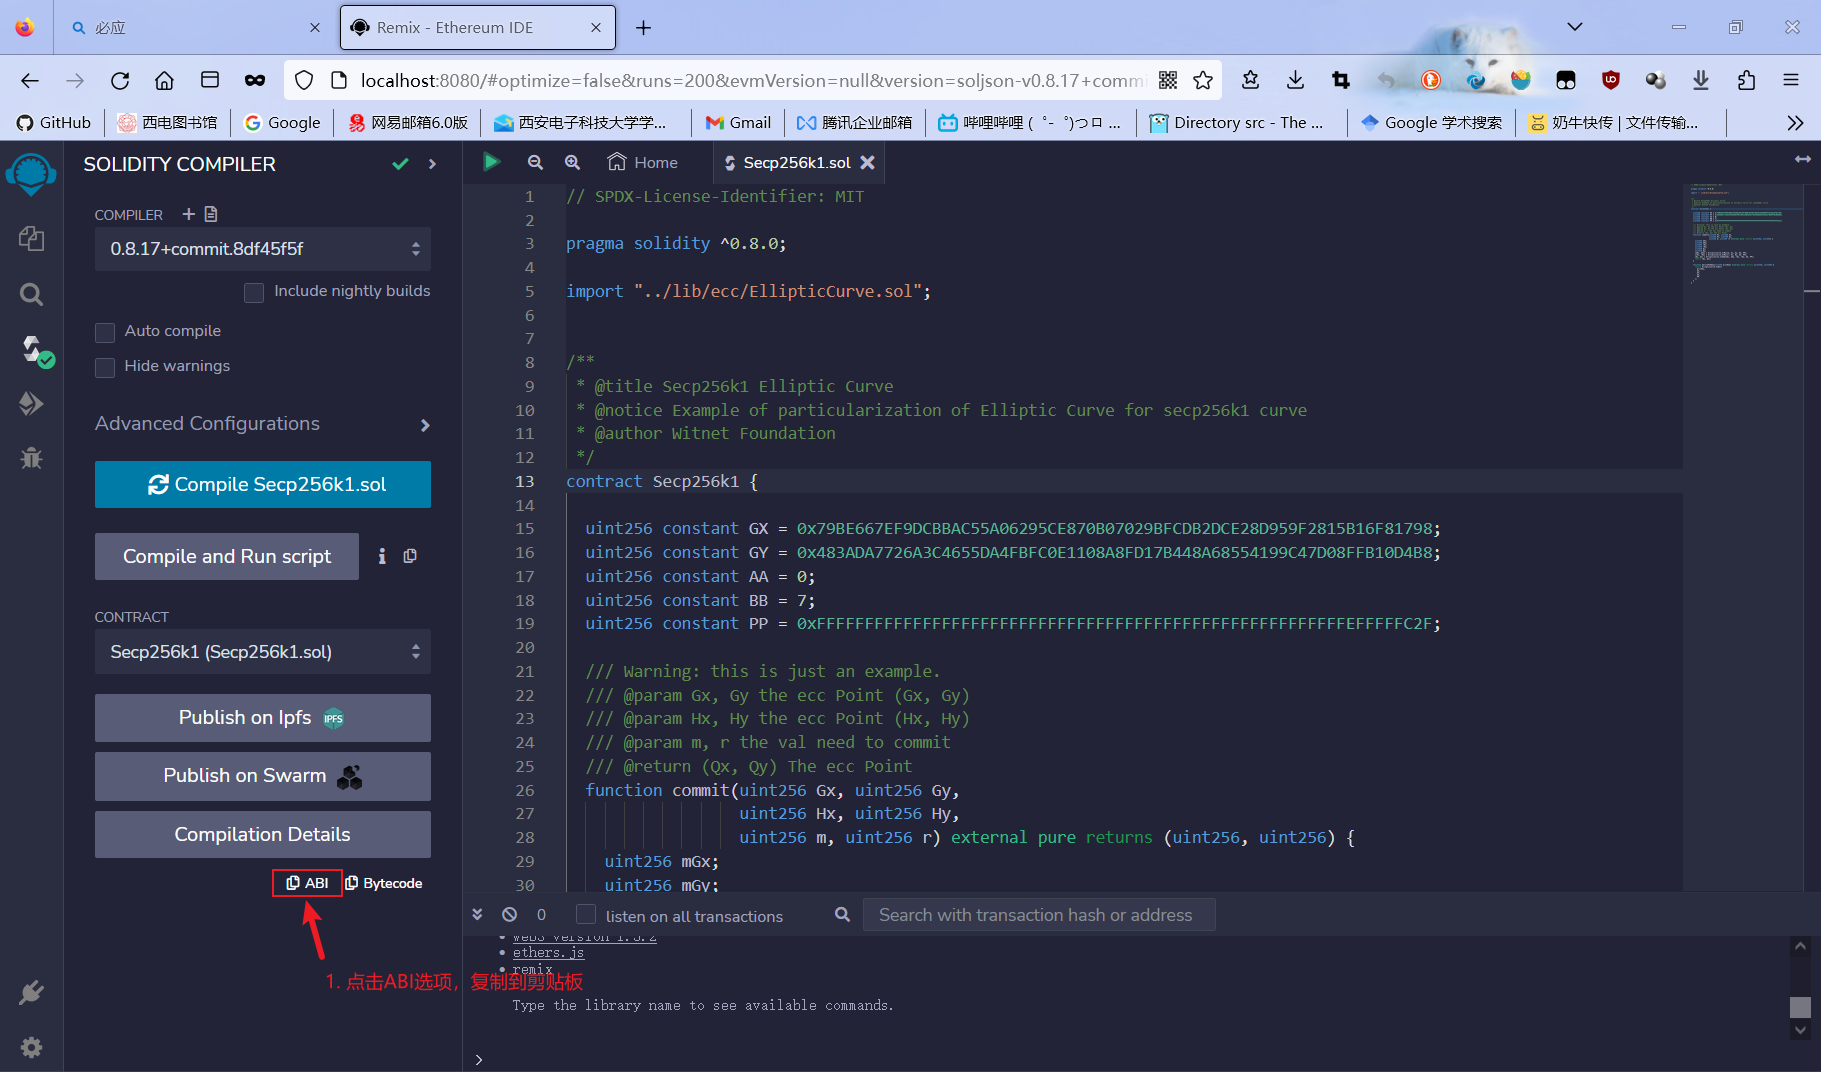 必应
Remix - Ethereum IDE
localhost:8080/#optimize=false&runs=200&evmVersion=null&version=soljson-v0.8.17+commi
GitHub
西电图书馆
Google
网易邮箱6.0版
西安电子科技大学学...
Gmail
腾讯企业邮箱
哔哩哔哩 ( ゜- ゜)つロ ...
Directory src - The ...
Google 学术搜索
奶牛快传 | 文件传输...
SOLIDITY COMPILER
COMPILER
0.8.17+commit.8df45f5f
Include nightly builds
Auto compile
Hide warnings
Advanced Configurations
Compile Secp256k1.sol
Compile and Run script
CONTRACT
Secp256k1 (Secp256k1.sol)
Publish on Ipfs IPFS
Publish on Swarm
Compilation Details
ABI
Bytecode
1. 点击ABI选项，复制到剪贴板
Home
Secp256k1.sol
1 // SPDX-License-Identifier: MIT
2
3 pragma solidity ^0.8.0;
4
5 import "../lib/ecc/EllipticCurve.sol";
6
7
8 /**
9 * @title Secp256k1 Elliptic Curve
10 * @notice Example of particularization of Elliptic Curve for secp256k1 curve
11 * @author Witnet Foundation
12 */
13 contract Secp256k1 {
14
15 uint256 constant GX = 0x79BE667EF9DCBBAC55A06295CE870B07029BFCDB2DCE28D959F2815B16F81798;
16 uint256 constant GY = 0x483ADA7726A3C4655DA4FBFC0E1108A8FD17B448A68554199C47D08FFB10D4B8;
17 uint256 constant AA = 0;
18 uint256 constant BB = 7;
19 uint256 constant PP = 0xFFFFFFFFFFFFFFFFFFFFFFFFFFFFFFFFFFFFFFFFFFFFFFFFFFFFFFFEFFFFFC2F;
20
21 /// Warning: this is just an example.
22 /// @param Gx, Gy the ecc Point (Gx, Gy)
23 /// @param Hx, Hy the ecc Point (Hx, Hy)
24 /// @param m, r the val need to commit
25 /// @return (Qx, Qy) The ecc Point
26 function commit(uint256 Gx, uint256 Gy,
27 uint256 Hx, uint256 Hy,
28 uint256 m, uint256 r) external pure returns (uint256, uint256) {
29 uint256 mGx;
30 uint256 mGy;
0
listen on all transactions
Search with transaction hash or address
web3 version 1.5.2
ethers.js
remix
Type the library name to see available commands.
>